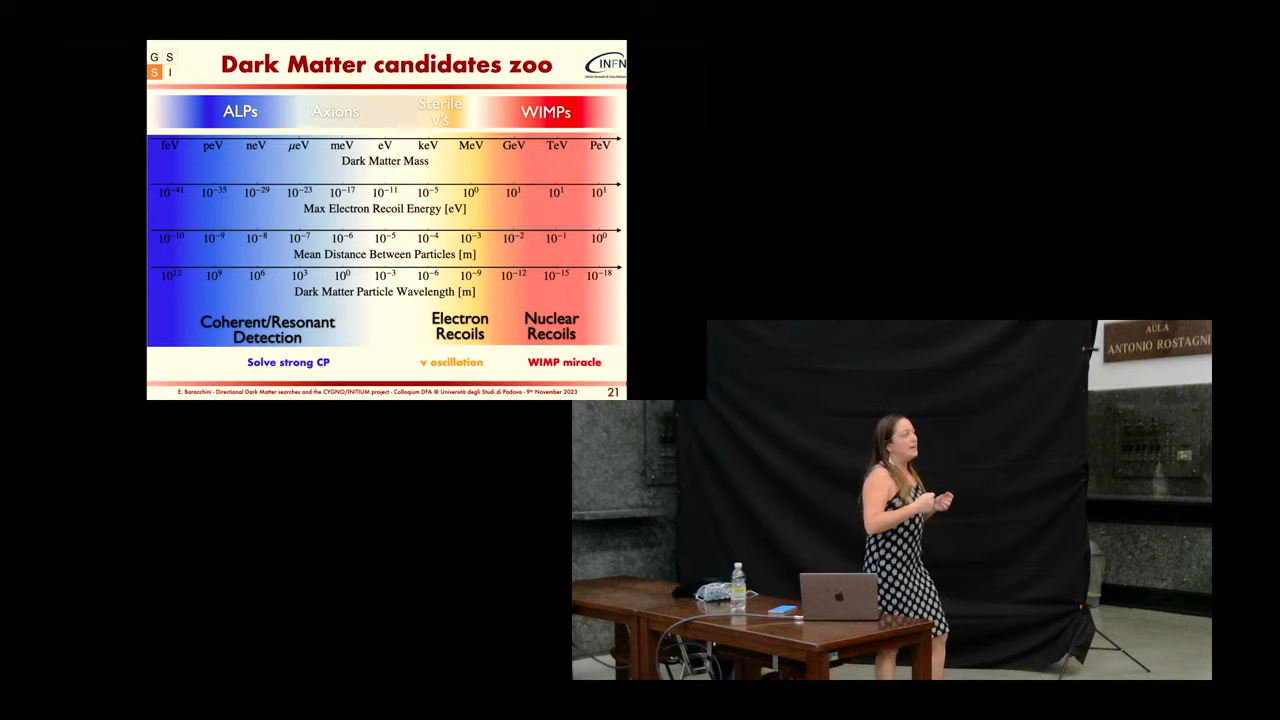 G S
S I
Dark Matter candidates zoo
INFN
ALPs Axions Sterile ν's WIMPs
feV peV neV μeV meV eV keV MeV GeV TeV PeV
Dark Matter Mass
10⁻⁴¹ 10⁻³⁵ 10⁻²⁹ 10⁻²³ 10⁻¹⁷ 10⁻¹¹ 10⁻⁵ 10⁰ 10¹ 10¹ 10¹
Max Electron Recoil Energy [eV]
10⁻¹⁰ 10⁻⁹ 10⁻⁸ 10⁻⁷ 10⁻⁶ 10⁻⁵ 10⁻⁴ 10⁻³ 10⁻² 10⁻¹ 10⁰
Mean Distance Between Particles [m]
10¹² 10⁹ 10⁶ 10³ 10⁰ 10⁻³ 10⁻⁶ 10⁻⁹ 10⁻¹² 10⁻¹⁵ 10⁻¹⁸
Dark Matter Particle Wavelength [m]
Coherent/Resonant
Detection
Electron
Recoils
Nuclear
Recoils
Solve strong CP ν oscillation WIMP miracle
E. Baracchini - Directional Dark Matter searches and the CYGNO/INITIUM project - Colloqium DFA @ Università degli Studi di Padova - 9th November 2023
21
AULA
ANTONIO ROSTAGNI